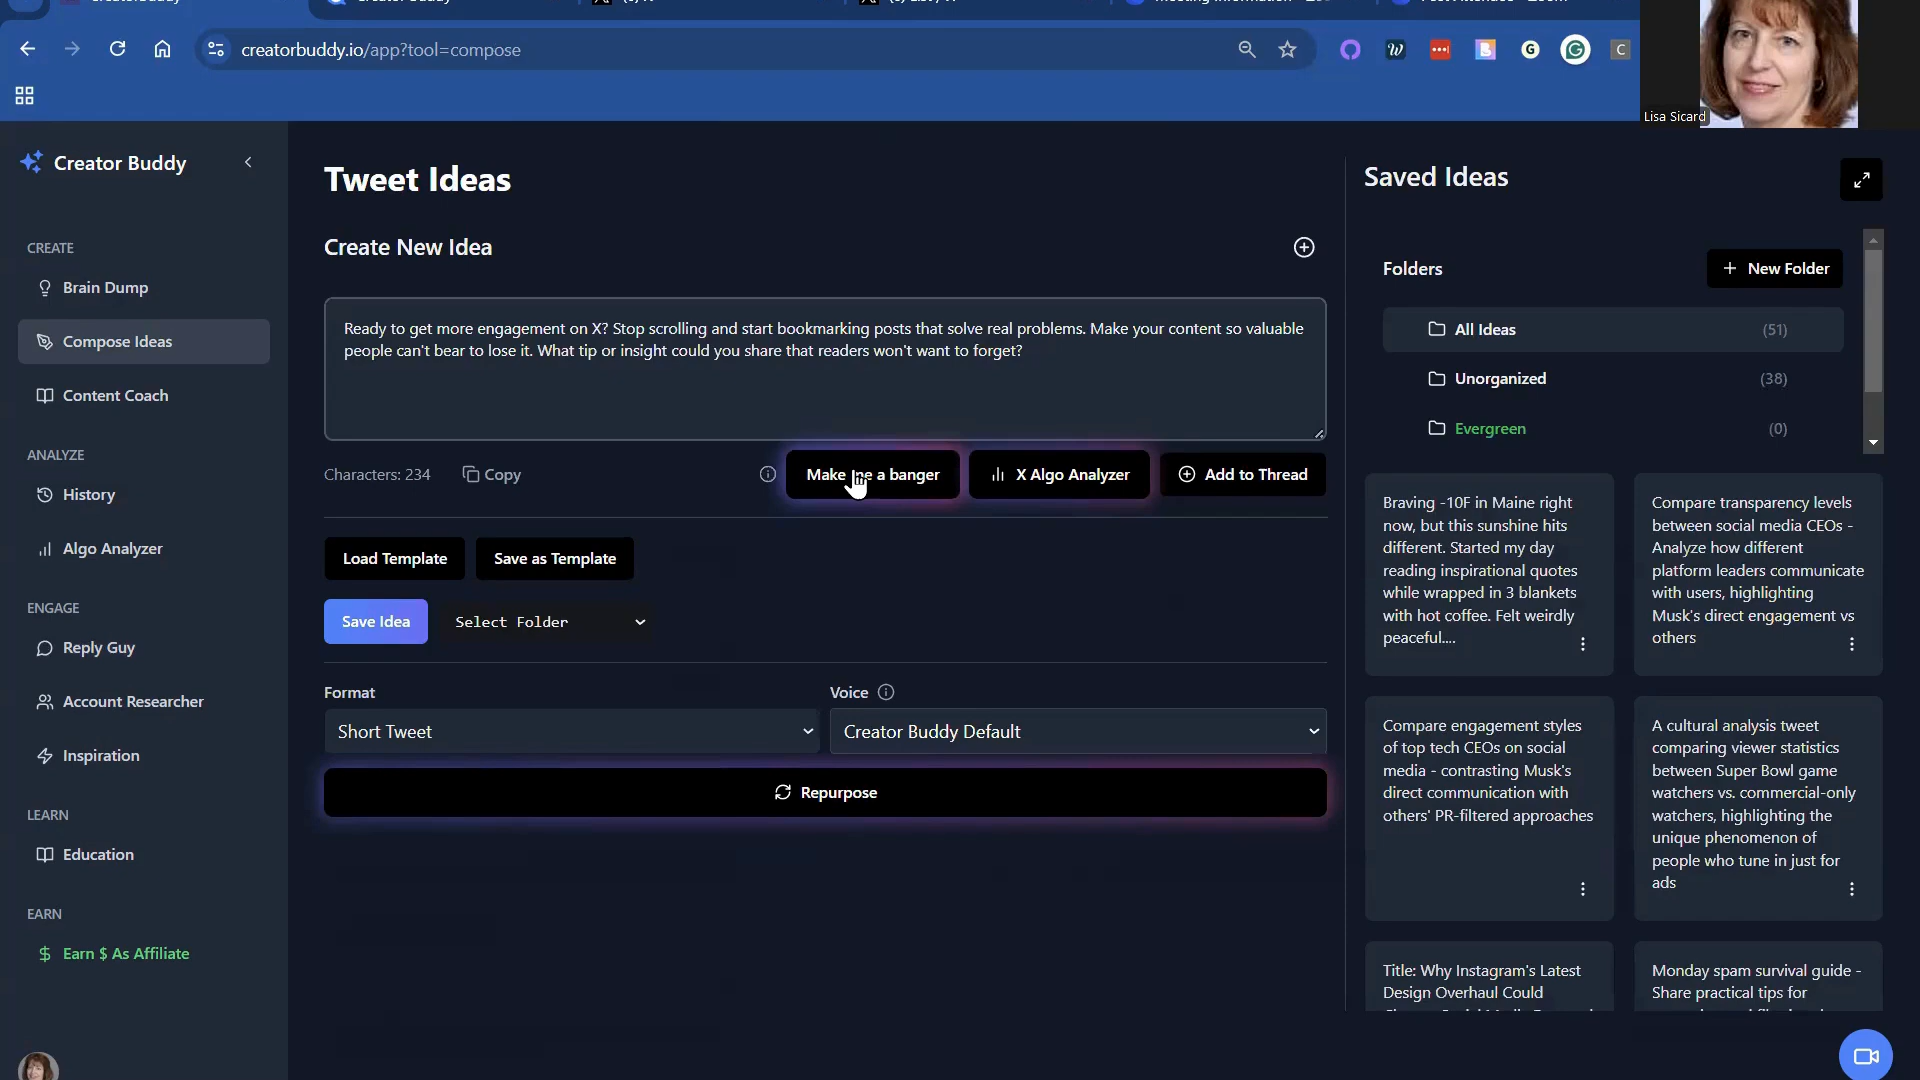 creatorbuddy.io/app?tool=compose
Lisa Sicard
Creator Buddy
CREATE
Brain Dump
Compose Ideas
Content Coach
ANALYZE
History
Algo Analyzer
ENGAGE
Reply Guy
Account Researcher
Inspiration
LEARN
Education
EARN
$ Earn $ As Affiliate
Tweet Ideas
Create New Idea
Ready to get more engagement on X? Stop scrolling and start bookmarking posts that solve real problems. Make your content so valuable
people can't bear to lose it. What tip or insight could you share that readers won't want to forget?
Characters: 234
Copy
Make me a banger
X Algo Analyzer
Add to Thread
Load Template
Save as Template
Save Idea
Select Folder
Format
Voice
Short Tweet
Creator Buddy Default
Repurpose
Saved Ideas
Folders
New Folder
All Ideas (51)
Unorganized (38)
Evergreen (0)
Braving -10F in Maine right
now, but this sunshine hits
different. Started my day
reading inspirational quotes
while wrapped in 3 blankets
with hot coffee. Felt weirdly
peaceful....
Compare transparency levels
between social media CEOs -
Analyze how different
platform leaders communicate
with users, highlighting
Musk's direct engagement vs
others
Compare engagement styles
of top tech CEOs on social
media - contrasting Musk's
direct communication with
others' PR-filtered approaches
A cultural analysis tweet
comparing viewer statistics
between Super Bowl game
watchers vs. commercial-only
watchers, highlighting the
unique phenomenon of
people who tune in just for
ads
Title: Why Instagram's Latest
Design Overhaul Could
Monday spam survival guide -
Share practical tips for